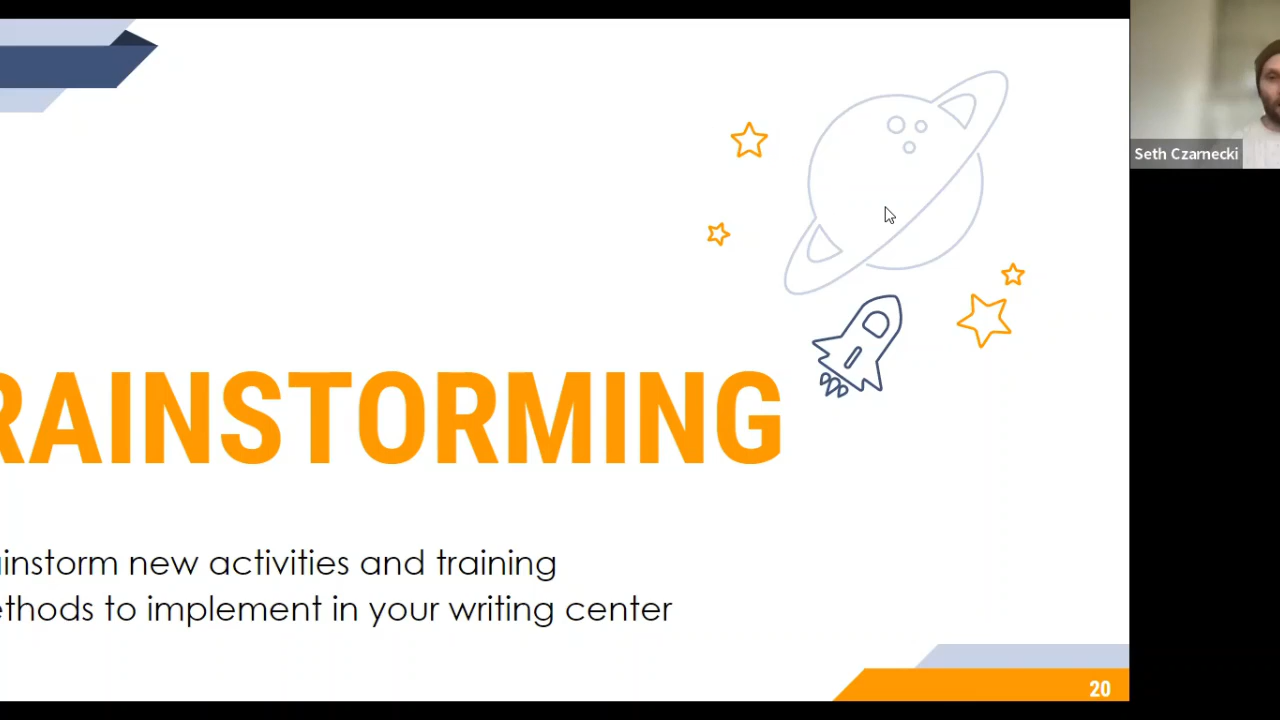 RAINSTORMING
instorm new activities and training
ethods to implement in your writing center
20
Seth Czarnecki